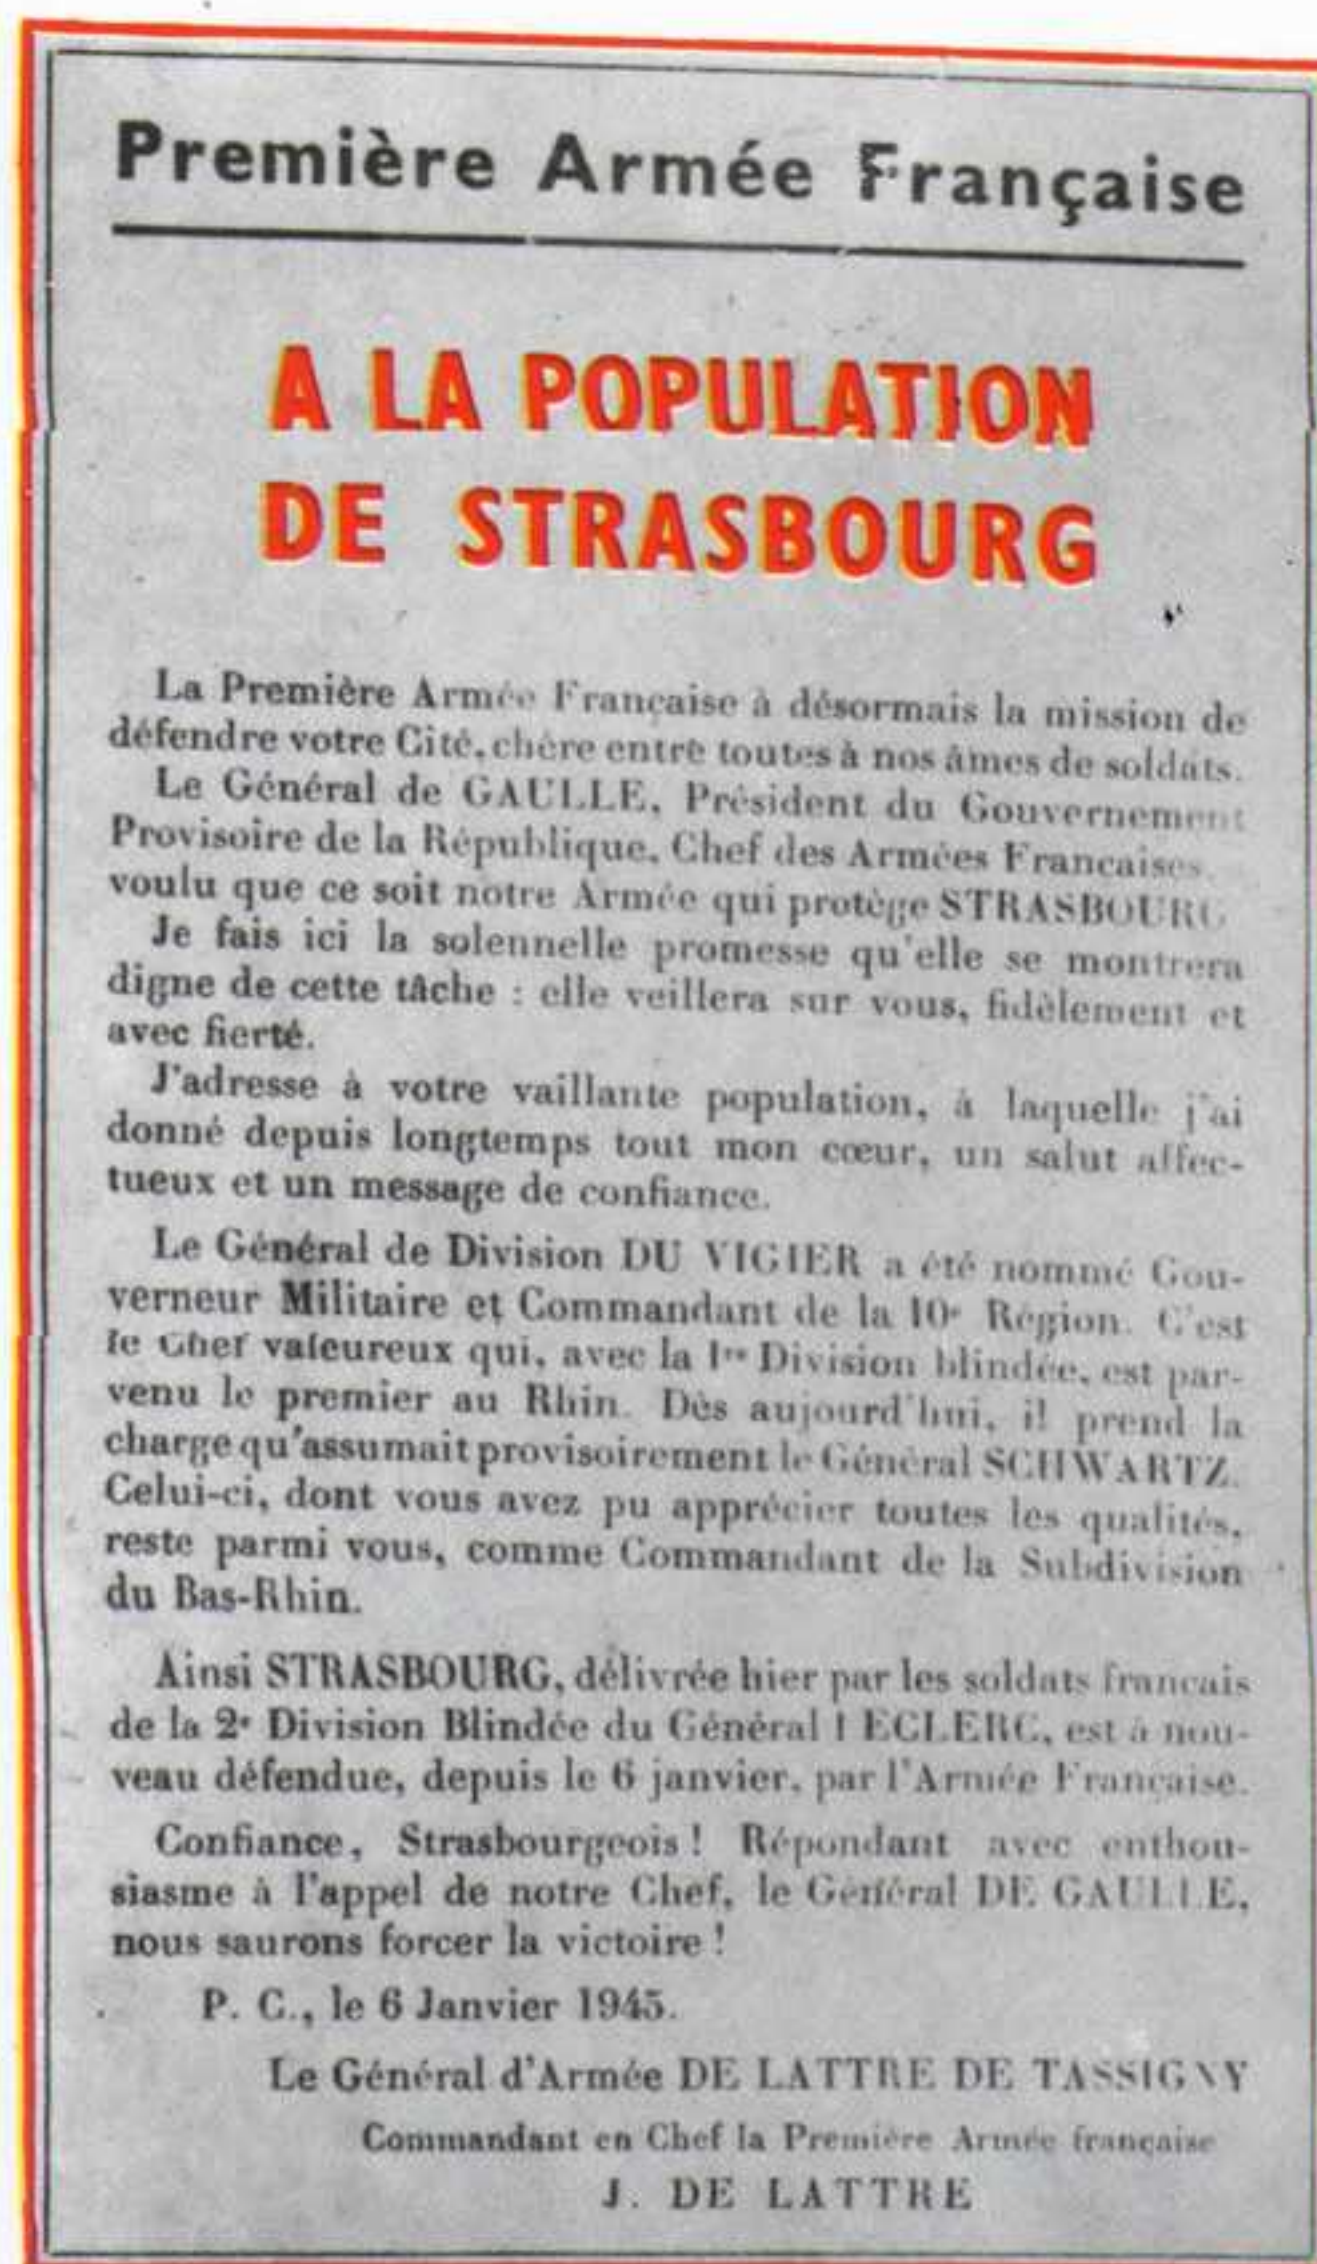 Première Armée Française
A LA POPULATION
DE STRASBOURG
La Première Armée Française à désormais la mission de
défendre votre Cité, chère entre toutes à nos âmes de soldats.
Le Général de GAULLE, Président du Gouvernement
Provisoire de la République, Chef des Armées Françaises
voulu que ce soit notre Armée qui protège STRASBOURG
Je fais ici la solennelle promesse qu'elle se montrera
digne de cette tâche : elle veillera sur vous, fidèlement et
avec fierté.
J'adresse à votre vaillante population, à laquelle j'ai
donné depuis longtemps tout mon cœur, un salut affec-
tueux et un message de confiance.
Le Général de Division DU VIGIER a été nommé Gou-
verneur Militaire et Commandant de la 10e Région. C'est
le Chef valeureux qui, avec la 1re Division blindée, est par-
venu le premier au Rhin. Dès aujourd'hui, il prend la
charge qu'assumait provisoirement le Général SCHWARTZ.
Celui-ci, dont vous avez pu apprécier toutes les qualités,
reste parmi vous, comme Commandant de la Subdivision
du Bas-Rhin.
Ainsi STRASBOURG, délivrée hier par les soldats français
de la 2e Division Blindée du Général LECLERC, est à nou-
veau défendue, depuis le 6 janvier, par l'Armée Française.
Confiance, Strasbourgeois ! Répondant avec enthou-
siasme à l'appel de notre Chef, le Général DE GAULLE,
nous saurons forcer la victoire !
P. C., le 6 Janvier 1945.
Le Général d'Armée DE LATTRE DE TASSIGNY
Commandant en Chef la Première Armée française
J. DE LATTRE